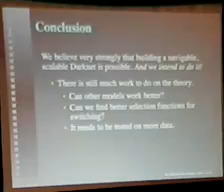 Conclusion
We believe very strongly that building a navigable,
scalable Darknet is possible. And we intend to do it!
• There is still much work to do on the theory.
• Can other models work better?
• Can we find better selection functions for
switching?
• It needs to be tested on more data.